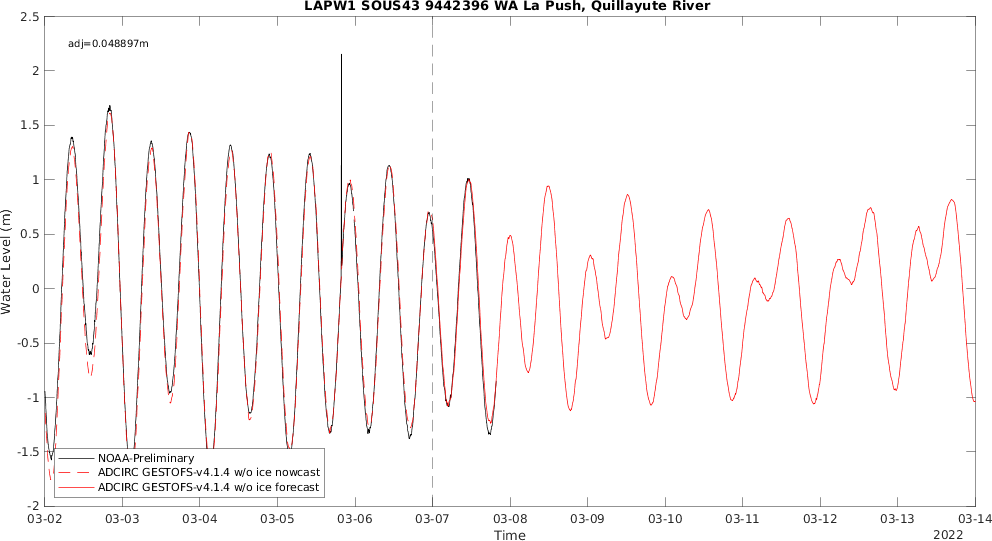 LAPW1 SOUS43 9442396 WA La Push, Quillayute River
adj=0.048897m
2.5
2
1.5
1
0.5
0
-0.5
-1
-1.5
-2
Water Level (m)
NOAA-Preliminary
ADCIRC GESTOFS-v4.1.4 w/o ice nowcast
ADCIRC GESTOFS-v4.1.4 w/o ice forecast
03-02 03-03 03-04 03-05 03-06 03-07 03-08 03-09 03-10 03-11 03-12 03-13 03-14
Time
2022